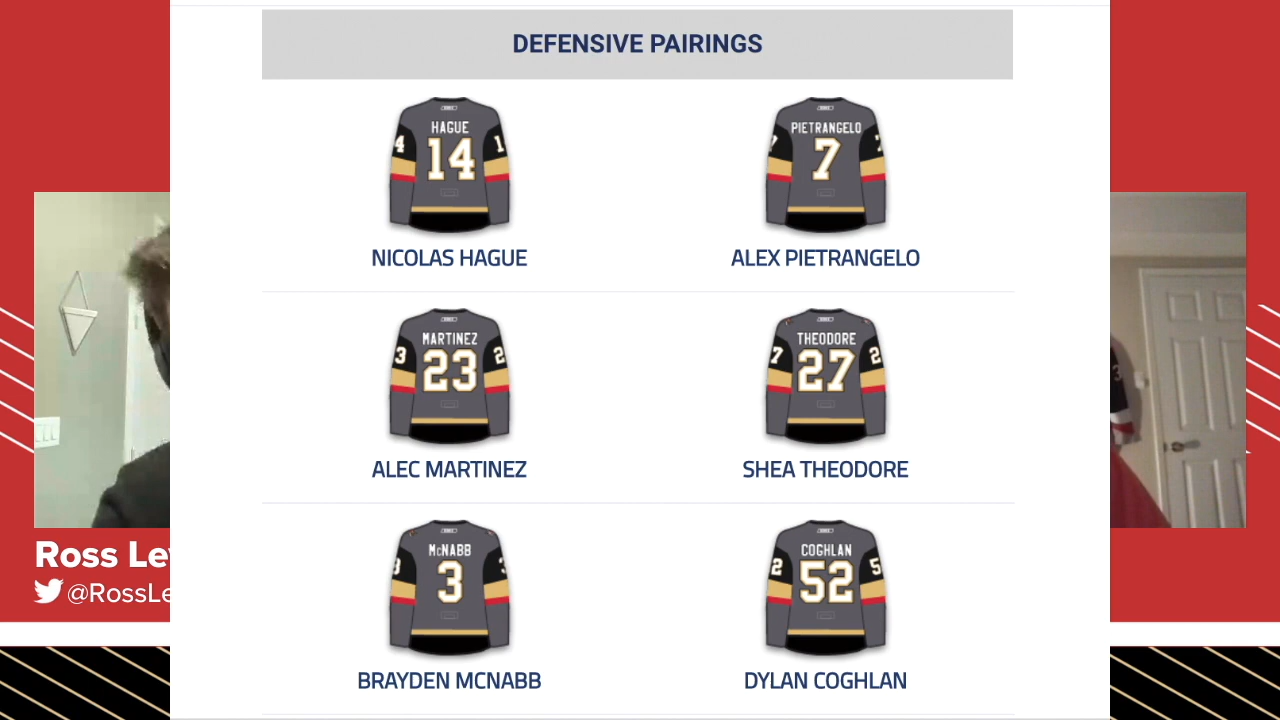 DEFENSIVE PAIRINGS
HAGUE PIETRANGELO
14 7
NICOLAS HAGUE ALEX PIETRANGELO
MARTINEZ THEODORE
23 27
ALEC MARTINEZ SHEA THEODORE
McNABB COGHLAN
3 52
BRAYDEN MCNABB DYLAN COGHLAN
Ross Le
@RossLe